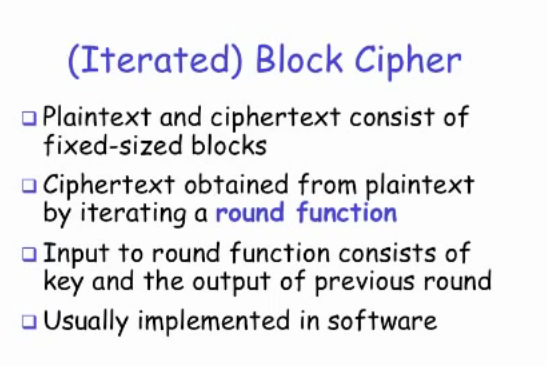 (Iterated) Block Cipher
❑ Plaintext and ciphertext consist of
fixed-sized blocks
❑ Ciphertext obtained from plaintext
by iterating a round function
❑ Input to round function consists of
key and the output of previous round
❑ Usually implemented in software